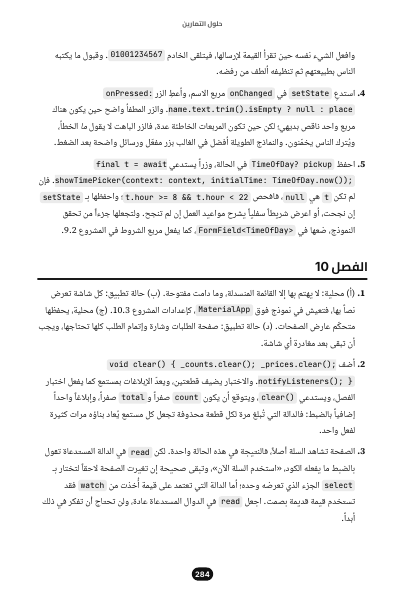 حلول التمارين
وافعل الشيء نفسه حين تقرأ القيمة لإرسالها، فيتلقى الخادم 01001234567. وقبول ما يكتبه
الناس بطبيعتهم ثم تنظيفه ألطف من رفضه.
4. استدعِ setState في onChanged مربع الاسم، وأعطِ الزر onPressed:
name.text.trim().isEmpty ? null : place. والزر المطفأ واضح حين يكون هناك
مربع واحد ناقص بديهي؛ لكن حين تكون المربعات الخاطئة عدة، فالزر الباهت لا يقول ما الخطأ،
ويُترك الناس يخمّنون. والنماذج الطويلة أفضل في الغالب بزر مفعّل ورسائل واضحة بعد الضغط.
5. احفظ TimeOfDay? pickup في الحالة، وزراً يستدعي final t = await
showTimePicker(context: context, initialTime: TimeOfDay.now());. فإن
لم تكن t هي null، فافحص t.hour >= 8 && t.hour < 22؛ واحفظها بـ setState
إن نجحت، أو اعرض شريطاً سفلياً يشرح مواعيد العمل إن لم تنجح. ولتجعلها جزءاً من تحقق
النموذج، ضعها في FormField<TimeOfDay>، كما يفعل مربع الشروط في المشروع 9.2.
الفصل 10
1. (أ) محلية: لا يهتم بها إلا القائمة المنسدلة، وما دامت مفتوحة. (ب) حالة تطبيق: كل شاشة تعرض
نصاً بها، فتعيش في نموذج فوق MaterialApp، كإعدادات المشروع 10.3. (ج) محلية، يحفظها
متحكّم عارض الصفحات. (د) حالة تطبيق: صفحة الطلبات وشارة وإتمام الطلب كلها تحتاجها، ويجب
أن تبقى بعد مغادرة أي شاشة.
2. أضف void clear() { _counts.clear(); _prices.clear();
notifyListeners(); }. والاختبار يضيف قطعتين، ويعدّ الإبلاغات بمستمع كما يفعل اختبار
الفصل، ويستدعي clear()، ويتوقع أن يكون count صفراً و total صفراً، وإبلاغاً واحداً
إضافياً بالضبط: فالدالة التي تُبلغ مرة لكل قطعة محذوفة تجعل كل مستمع يُعاد بناؤه مرات كثيرة
لفعل واحد.
3. الصفحة تشاهد السلة أصلاً، فالنتيجة في هذه الحالة واحدة. لكن read في الدالة المستدعاة تقول
بالضبط ما يفعله الكود، «استخدم السلة الآن»، وتبقى صحيحة إن تغيرت الصفحة لاحقاً لتختار بـ
select الجزء الذي تعرضه وحده؛ أما الدالة التي تعتمد على قيمة أُخذت من watch فقد
تستخدم قيمة قديمة بصمت. اجعل read في الدوال المستدعاة عادة، ولن تحتاج أن تفكر في ذلك
أبداً.
284